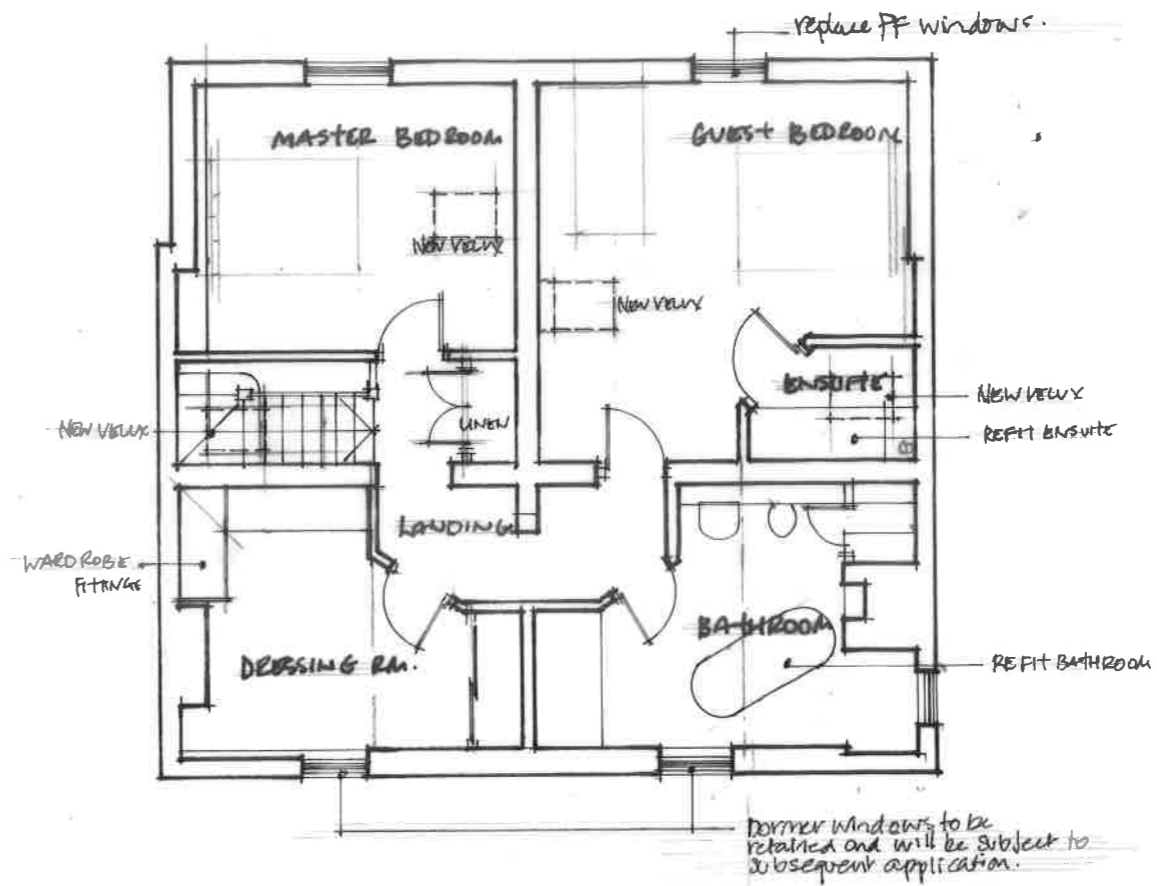 replace FF windows.
MASTER BEDROOM
GUEST BEDROOM
NEW VELUX
NEW VELUX
ENSUITE
NEW VELUX
NEW VELUX
LINEN
REFIT ENSUITE
LANDING
WARDROBE
FITTINGS
BATHROOM
DRESSING RM.
REFIT BATHROOM
Dormer windows to be
retained and will be subject to
subsequent application.